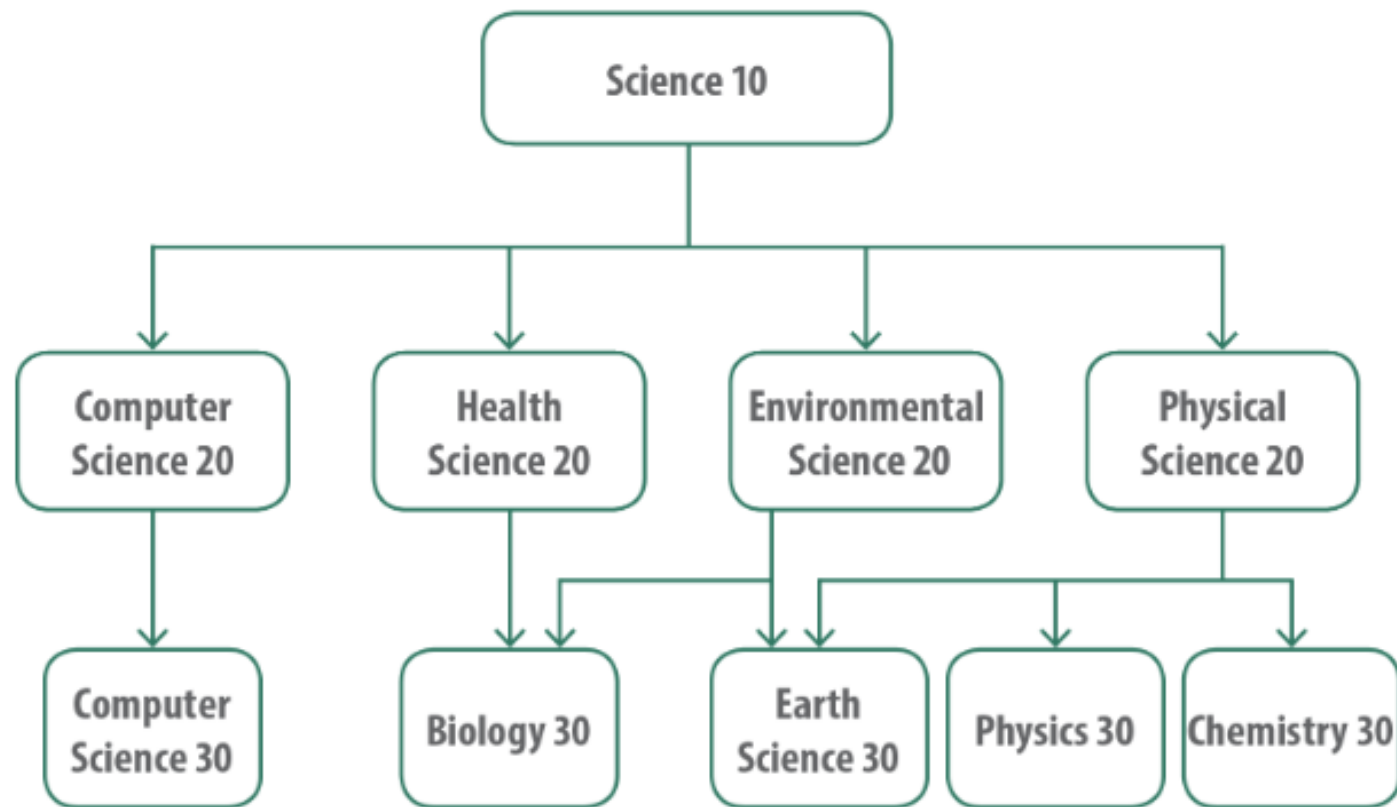 Science 10
Computer
Science 20
Health
Science 20
Environmental
Science 20
Physical
Science 20
Computer
Science 30
Biology 30
Earth
Science 30
Physics 30
Chemistry 30